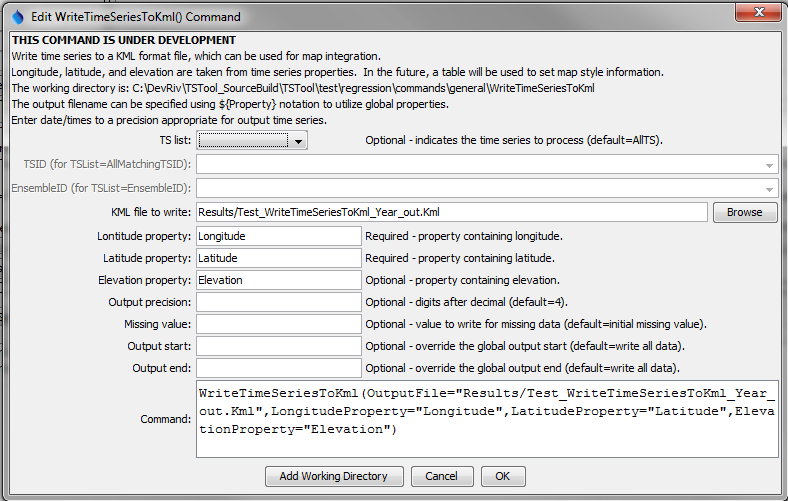 Edit WriteTimeSeriesToKml() Command
THIS COMMAND IS UNDER DEVELOPMENT
Write time series to a KML format file, which can be used for map integration.
Longitude, latitude, and elevation are taken from time series properties.  In the future, a table will be used to set map style information.
The working directory is: C:\DevRiv\TSTool_SourceBuild\TSTool\test\regression\commands\general\WriteTimeSeriesToKml
The output filename can be specified using ${Property} notation to utilize global properties.
Enter date/times to a precision appropriate for output time series.
TS list: Optional - indicates the time series to process (default=AllTS).
TSID (for TSList=AllMatchingTSID):
EnsembleID (for TSList=EnsembleID):
KML file to write: Results/Test_WriteTimeSeriesToKml_Year_out.Kml Browse
Lontitude property: Longitude Required - property containing longitude.
Latitude property: Latitude Required - property containing latitude.
Elevation property: Elevation Optional - property containing elevation.
Output precision: Optional - digits after decimal (default=4).
Missing value: Optional - value to write for missing data (default=initial missing value).
Output start: Optional - override the global output start (default=write all data).
Output end: Optional - override the global output end (default=write all data).
WriteTimeSeriesToKml(OutputFile="Results/Test_WriteTimeSeriesToKml_Year_
out.Kml",LongitudeProperty="Longitude",LatitudeProperty="Latitude",Eleva
Command: tionProperty="Elevation")
Add Working Directory Cancel OK